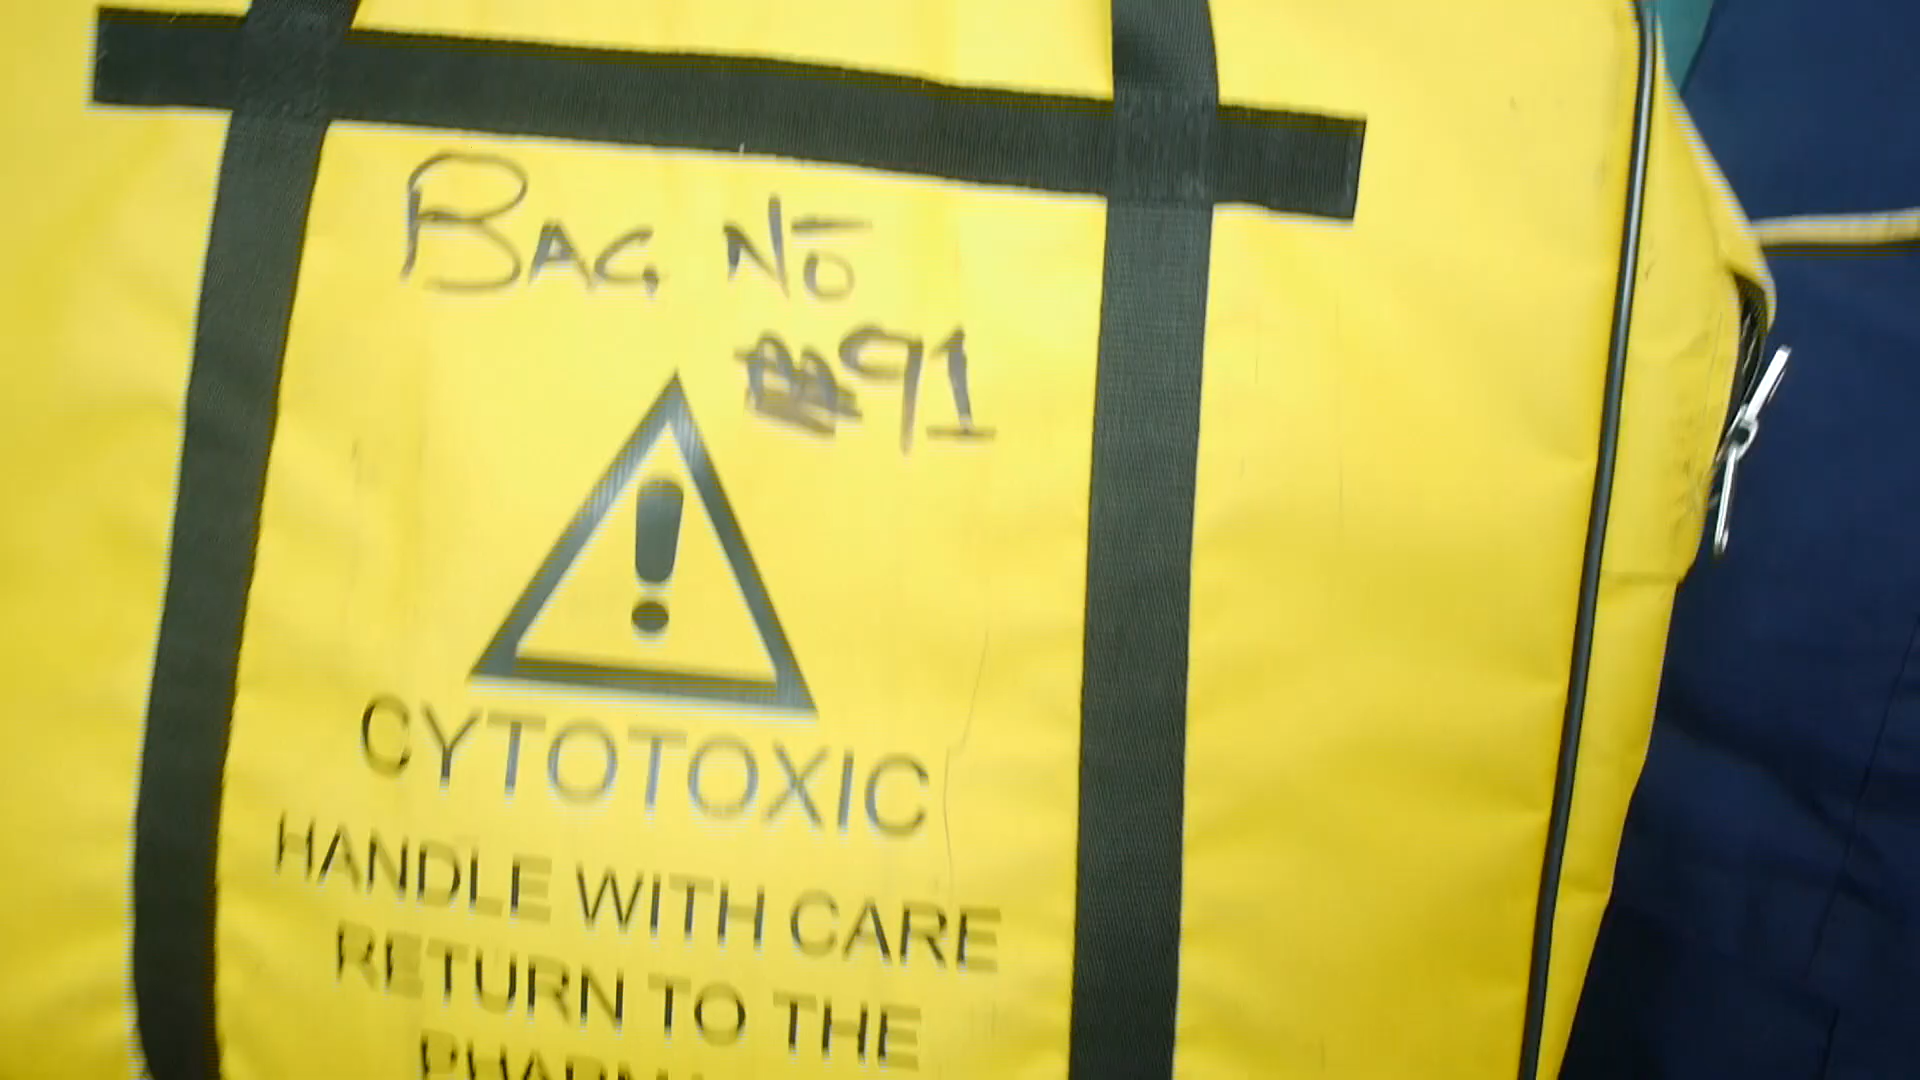 BAG NO
91
CYTOTOXIC
HANDLE WITH CARE
RETURN TO THE